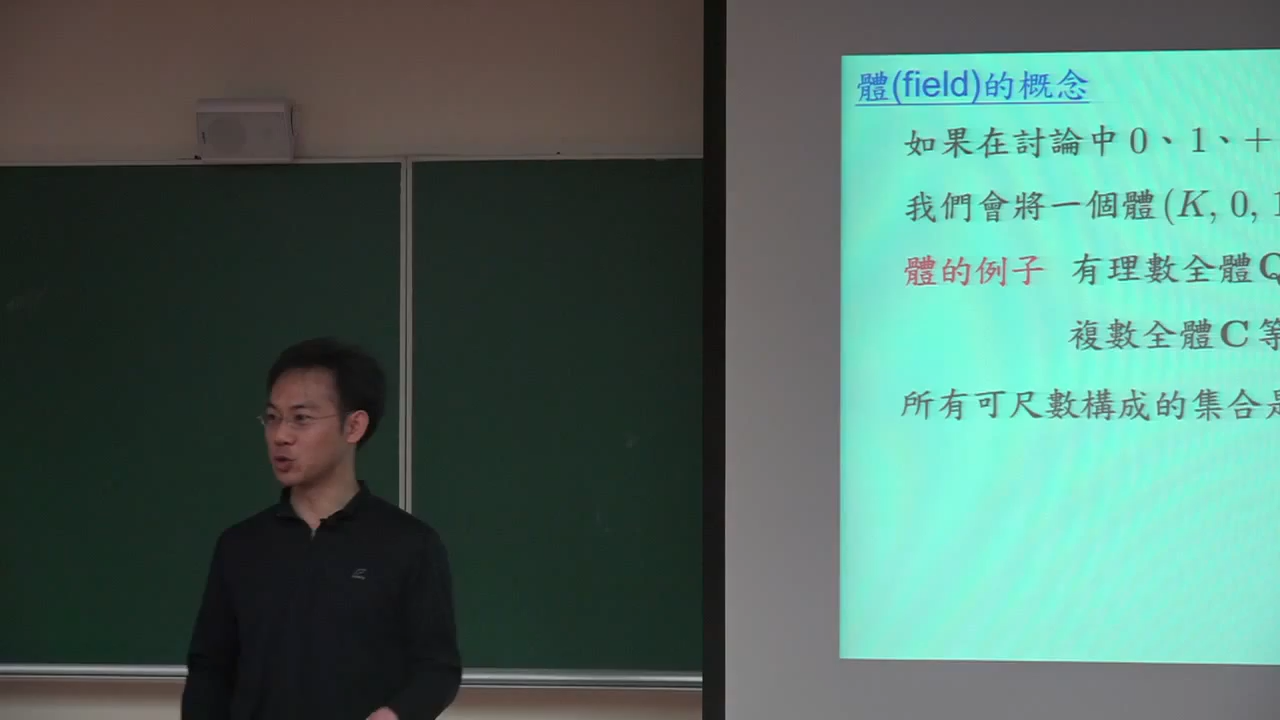 體(field)的概念
如果在討論中 0、1、+
我們會將一個體(K, 0, 1
體的例子 有理數全體Q
複數全體C 等
所有可尺數構成的集合是